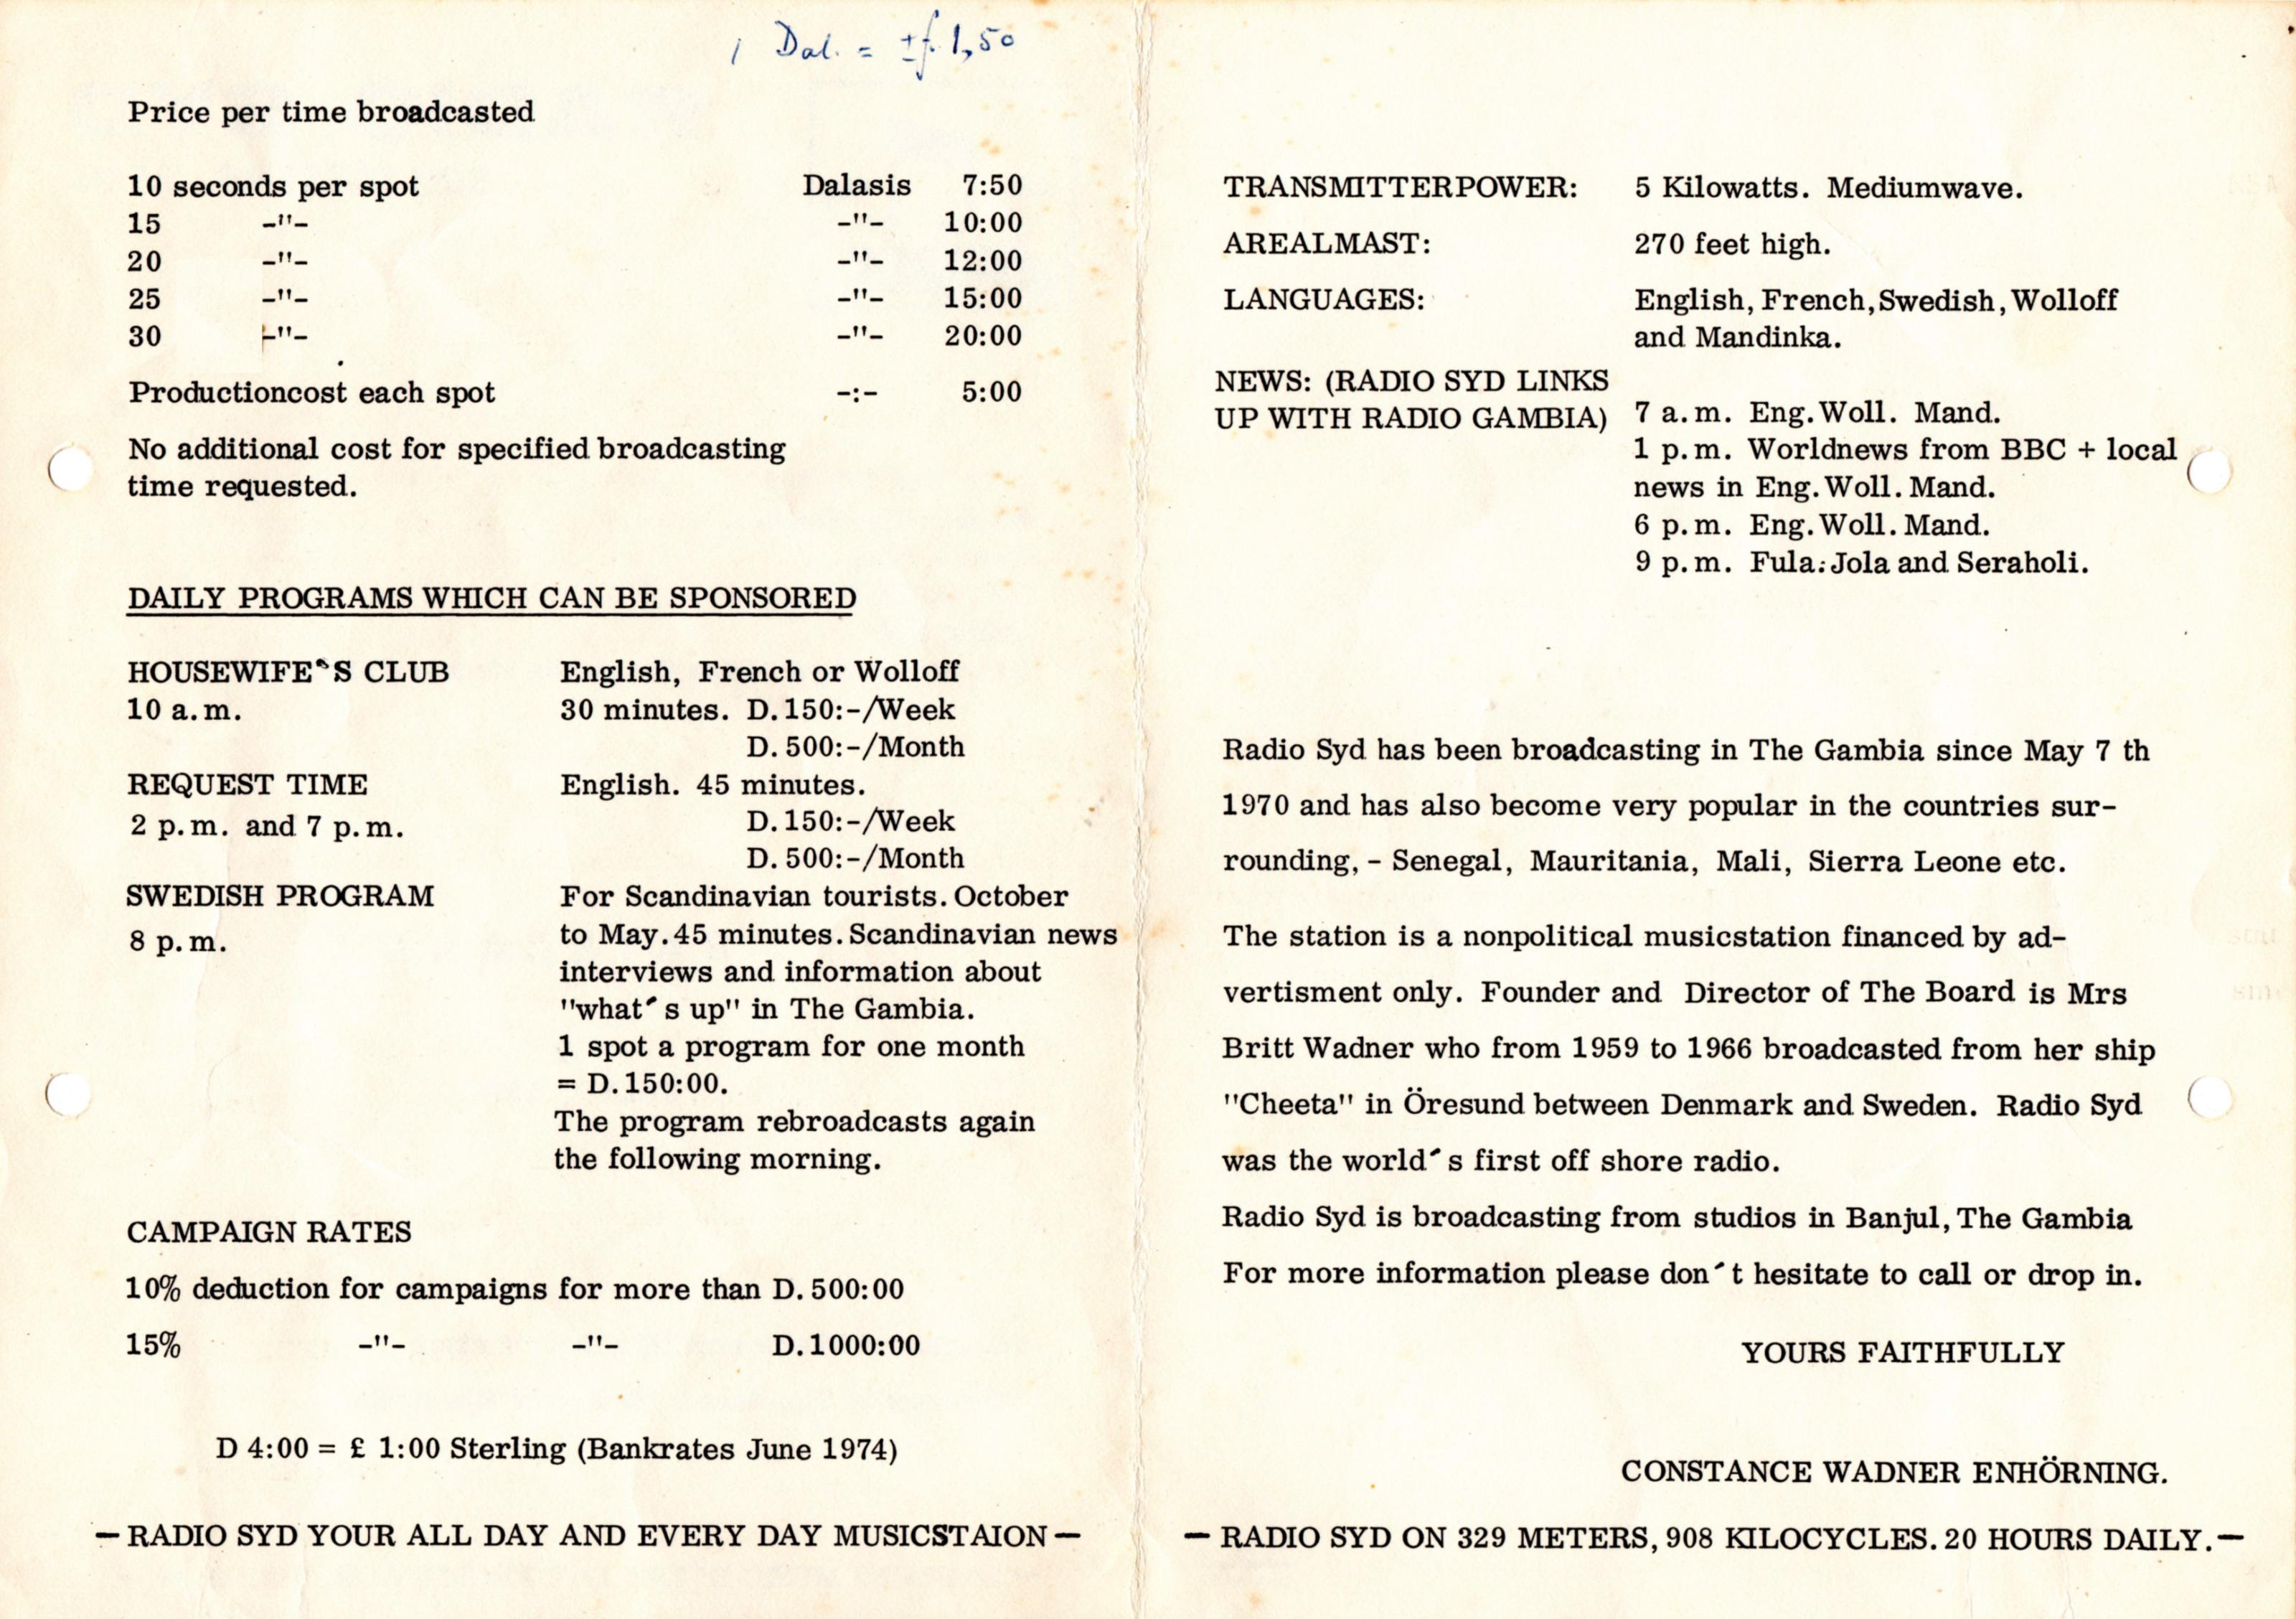 1 Dal. = ±f. 1,50
Price per time broadcasted
10 seconds per spot Dalasis 7:50
15 -"- -"- 10:00
20 -"- -"- 12:00
25 -"- -"- 15:00
30 -"- -"- 20:00
Productioncost each spot -:- 5:00
No additional cost for specified broadcasting
time requested.
DAILY PROGRAMS WHICH CAN BE SPONSORED
HOUSEWIFE`S CLUB English, French or Wolloff
10 a.m. 30 minutes. D.150:-/Week
D. 500:-/Month
REQUEST TIME English. 45 minutes.
2 p.m. and 7 p.m. D.150:-/Week
D. 500:-/Month
SWEDISH PROGRAM For Scandinavian tourists. October
8 p.m. to May. 45 minutes. Scandinavian news
interviews and information about
"what´s up" in The Gambia.
1 spot a program for one month
= D.150:00.
The program rebroadcasts again
the following morning.
CAMPAIGN RATES
10% deduction for campaigns for more than D. 500:00
15% -"- -"- D.1000:00
D 4:00 = £ 1:00 Sterling (Bankrates June 1974)
— RADIO SYD YOUR ALL DAY AND EVERY DAY MUSICSTAION —
TRANSMITTERPOWER: 5 Kilowatts. Mediumwave.
AREALMAST: 270 feet high.
LANGUAGES: English, French, Swedish, Wolloff
and Mandinka.
NEWS: (RADIO SYD LINKS
UP WITH RADIO GAMBIA) 7 a.m. Eng. Woll. Mand.
1 p.m. Worldnews from BBC + local
news in Eng. Woll. Mand.
6 p.m. Eng. Woll. Mand.
9 p.m. Fula: Jola and Seraholi.
Radio Syd has been broadcasting in The Gambia since May 7 th
1970 and has also become very popular in the countries sur-
rounding, - Senegal, Mauritania, Mali, Sierra Leone etc.
The station is a nonpolitical musicstation financed by ad-
vertisment only. Founder and Director of The Board is Mrs
Britt Wadner who from 1959 to 1966 broadcasted from her ship
"Cheeta" in Öresund between Denmark and Sweden. Radio Syd
was the world´s first off shore radio.
Radio Syd is broadcasting from studios in Banjul, The Gambia
For more information please don´t hesitate to call or drop in.
YOURS FAITHFULLY
CONSTANCE WADNER ENHÖRNING.
— RADIO SYD ON 329 METERS, 908 KILOCYCLES. 20 HOURS DAILY. —